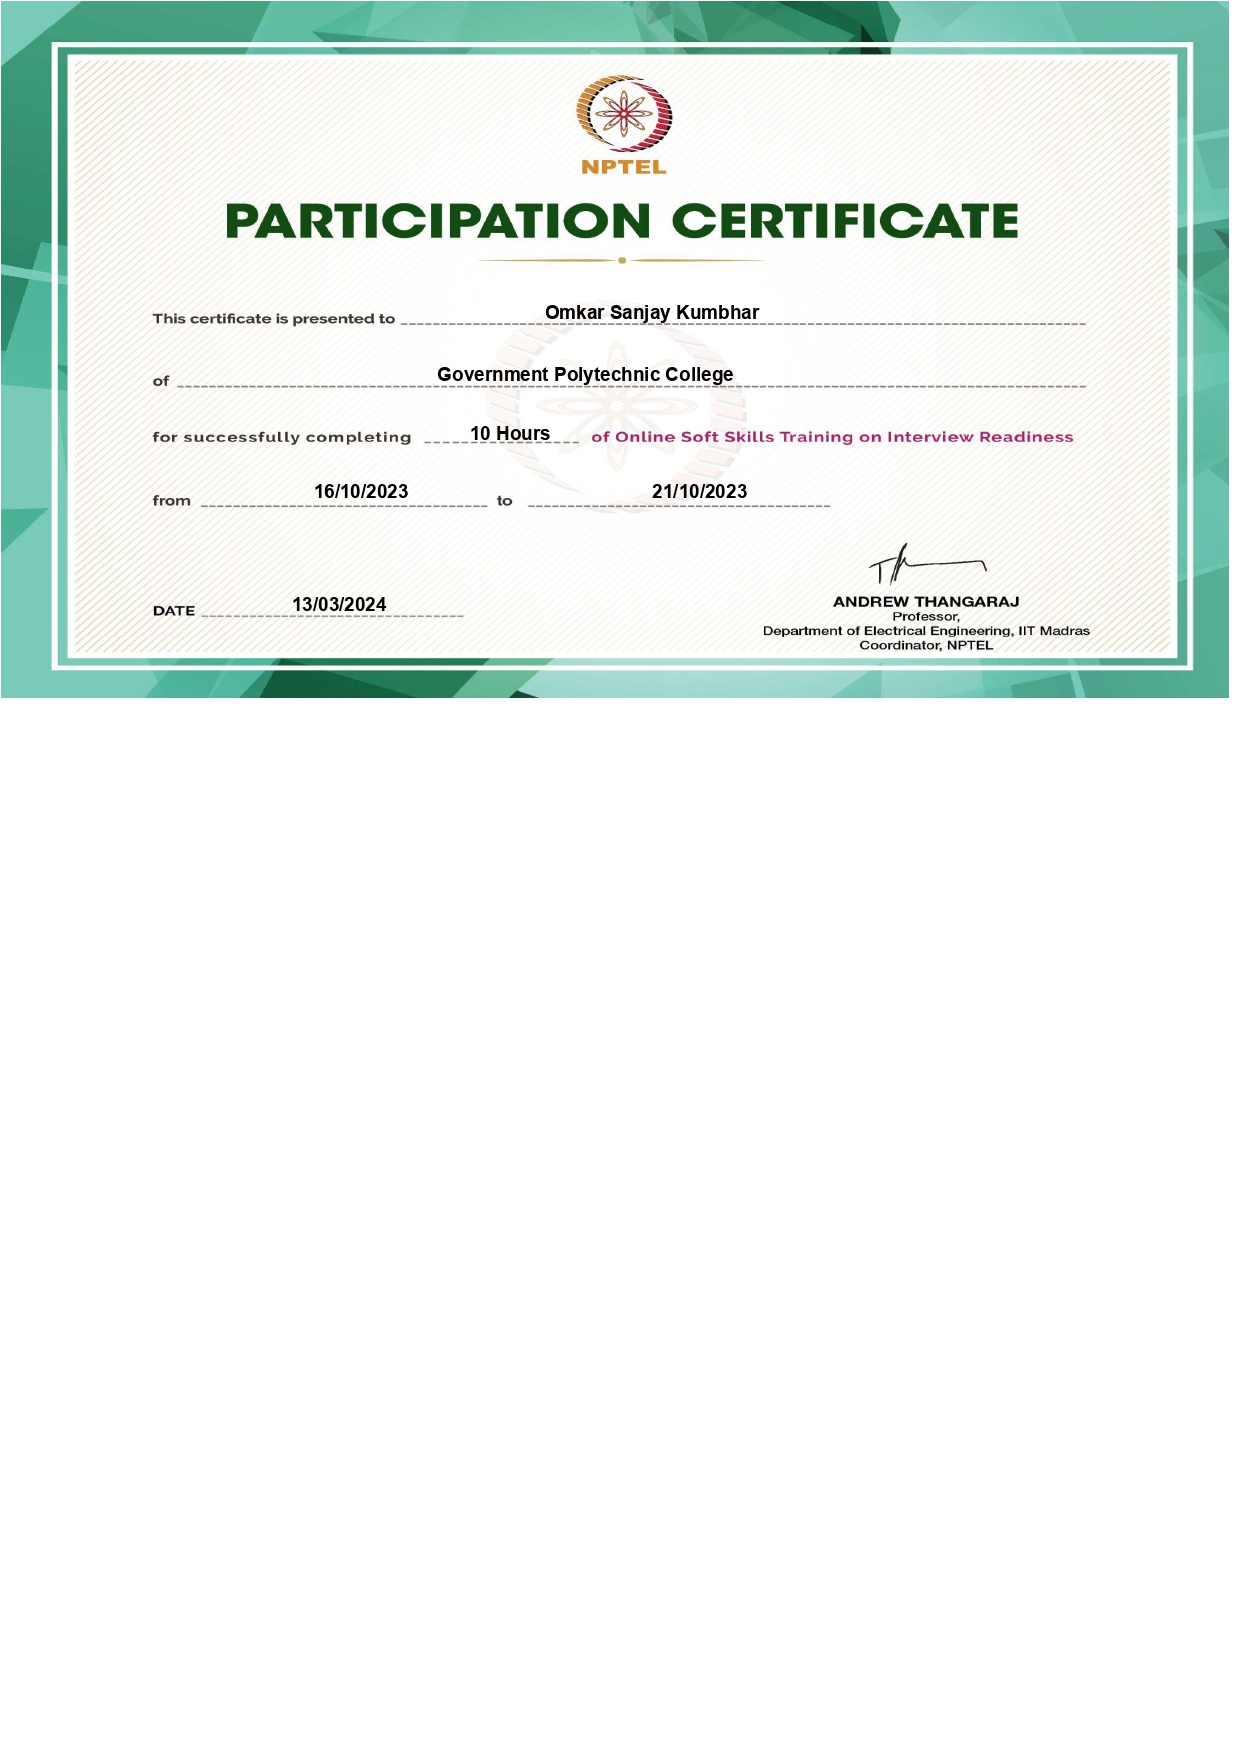 NPTEL
PARTICIPATION CERTIFICATE
This certificate is presented to Omkar Sanjay Kumbhar
of Government Polytechnic College
for successfully completing 10 Hours of Online Soft Skills Training on Interview Readiness
from 16/10/2023 to 21/10/2023
DATE 13/03/2024
ANDREW THANGARAJ
Professor,
Department of Electrical Engineering, IIT Madras
Coordinator, NPTEL